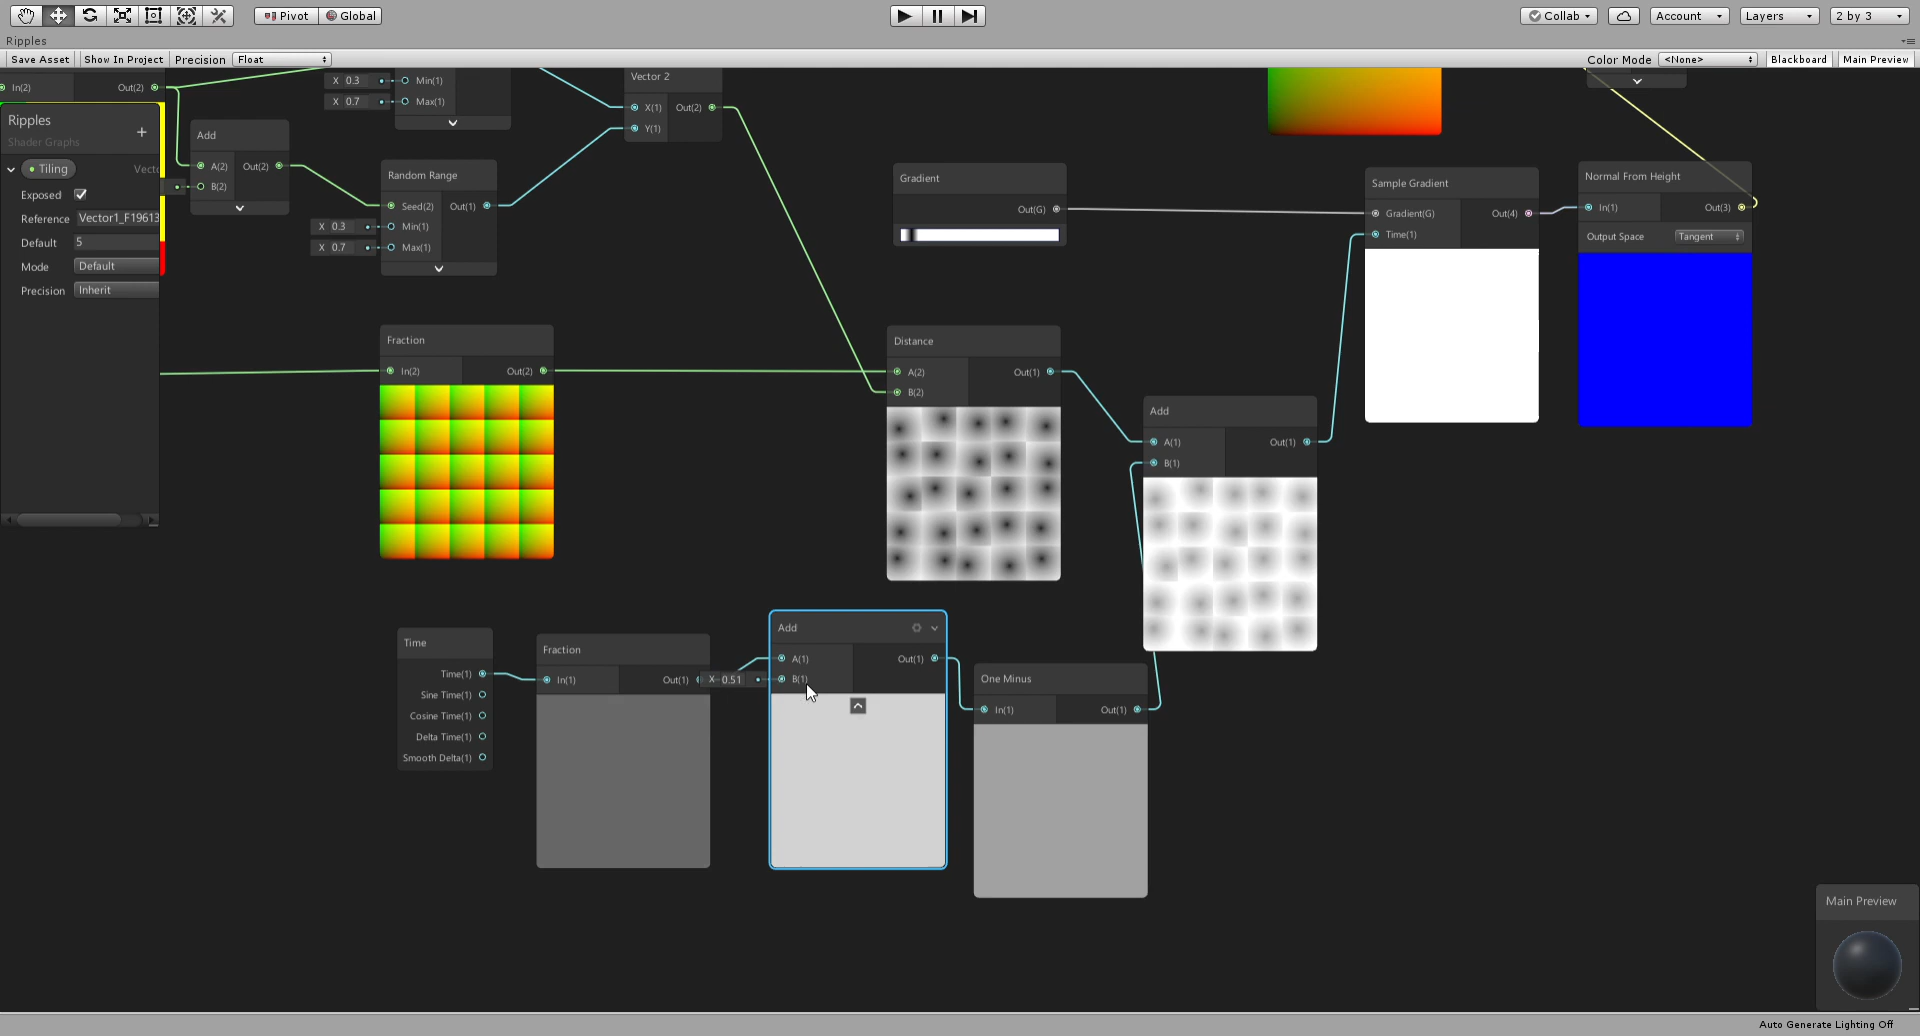 Pivot Global
Collab Account Layers 2 by 3
Ripples
Save Asset Show In Project Precision Float Color Mode <None> Blackboard Main Preview
In(2) Out(2)
X 0.3 Min(1)
X 0.7 Max(1)
Vector 2
X(1) Out(2)
Y(1)
Ripples
Shader Graphs
Tiling
Exposed
Reference Vector1_F19613
Default 5
Mode Default
Precision Inherit
Add
A(2) Out(2)
B(2)
Random Range
Seed(2) Out(1)
X 0.3 Min(1)
X 0.7 Max(1)
Gradient
Out(G)
Sample Gradient
Gradient(G) Out(4)
Time(1)
Normal From Height
In(1) Out(3)
Output Space Tangent
Fraction
In(2) Out(2)
Distance
A(2) Out(1)
B(2)
Add
A(1) Out(1)
B(1)
Time
Time(1)
Sine Time(1)
Cosine Time(1)
Delta Time(1)
Smooth Delta(1)
Fraction
In(1) Out(1)
Add
A(1) Out(1)
X 0.51 B(1)
One Minus
In(1) Out(1)
Main Preview
Auto Generate Lighting Off